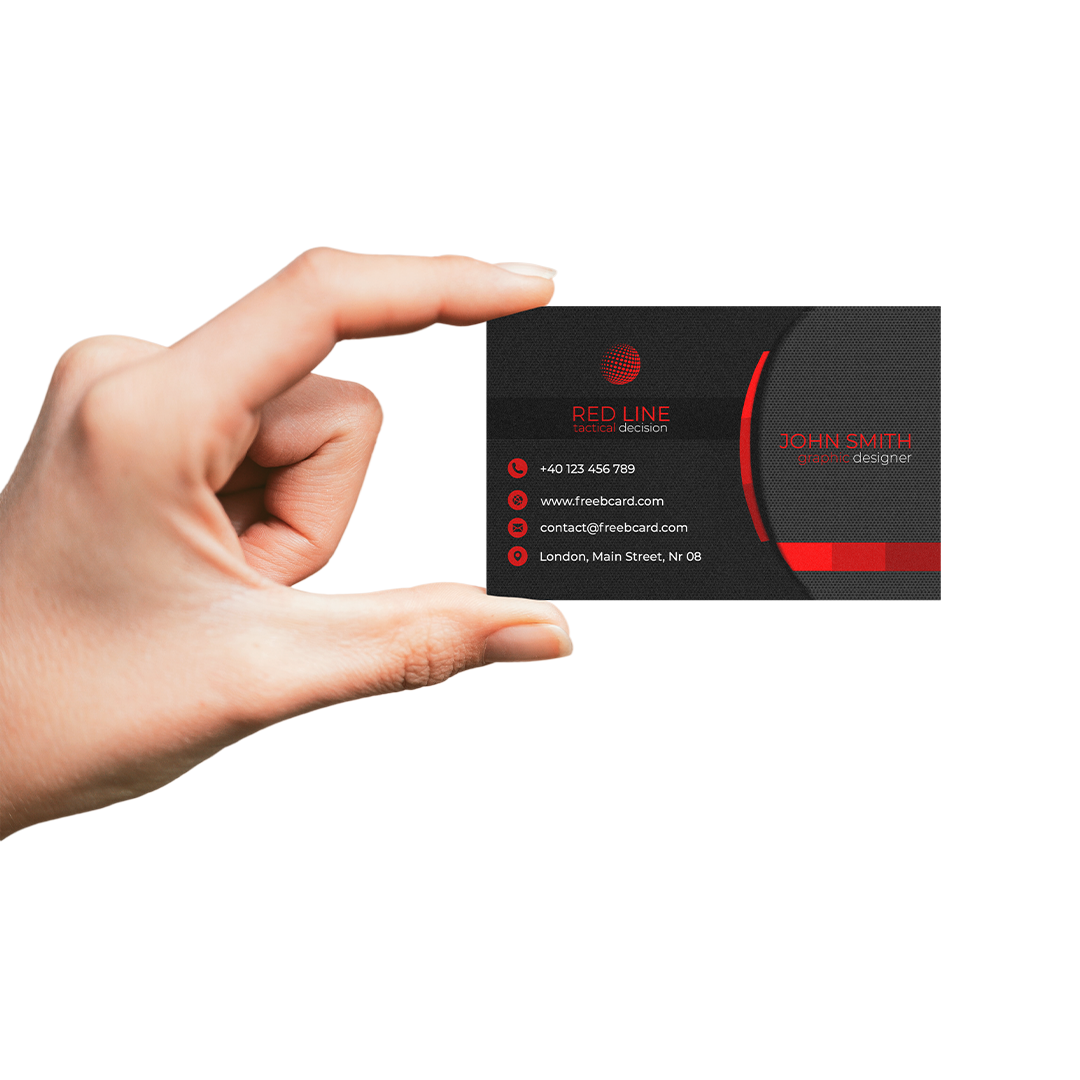 RED LINE
tactical decision
+40 123 456 789
www.freebcard.com
contact@freebcard.com
London, Main Street, Nr 08
JOHN SMITH
graphic designer